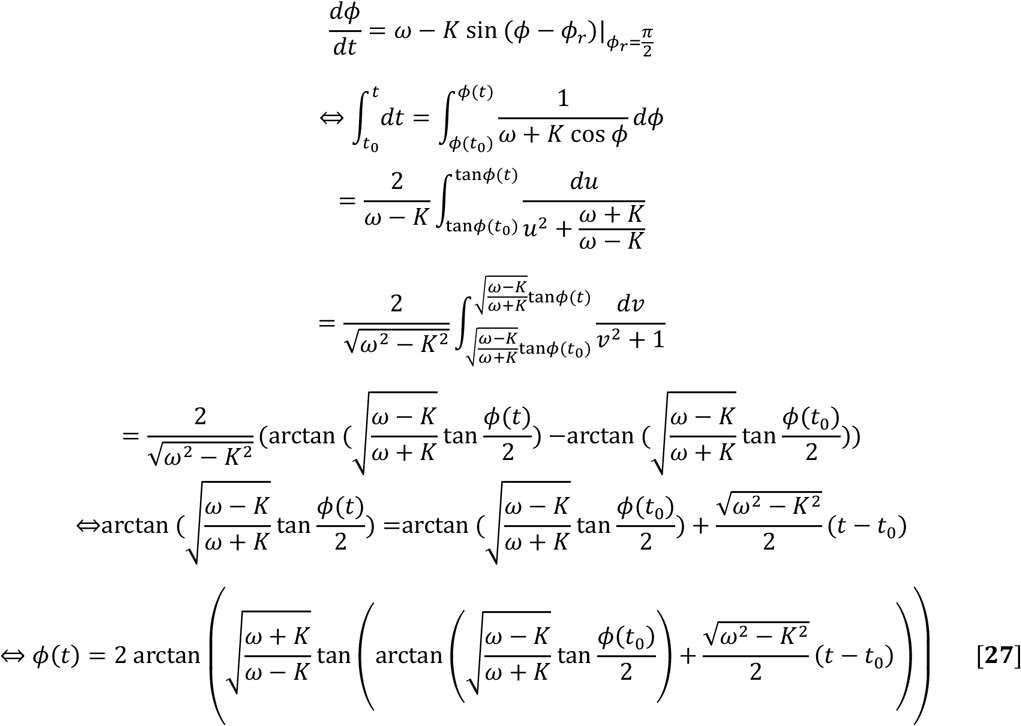 \frac{d\phi}{dt} = \omega - K \sin (\phi - \phi_r)|_{\phi_r = \frac{\pi}{2}}
\Leftrightarrow \int_{t_0}^{t} dt = \int_{\phi(t_0)}^{\phi(t)} \frac{1}{\omega + K \cos \phi} d\phi
= \frac{2}{\omega - K} \int_{\tan\phi(t_0)}^{\tan\phi(t)} \frac{du}{u^2 + \frac{\omega + K}{\omega - K}}
= \frac{2}{\sqrt{\omega^2 - K^2}} \int_{\sqrt{\frac{\omega - K}{\omega + K}} \tan\phi(t_0)}^{\sqrt{\frac{\omega - K}{\omega + K}} \tan\phi(t)} \frac{dv}{v^2 + 1}
= \frac{2}{\sqrt{\omega^2 - K^2}} (\arctan (\sqrt{\frac{\omega - K}{\omega + K}} \tan \frac{\phi(t)}{2}) - \arctan (\sqrt{\frac{\omega - K}{\omega + K}} \tan \frac{\phi(t_0)}{2}))
\Leftrightarrow \arctan (\sqrt{\frac{\omega - K}{\omega + K}} \tan \frac{\phi(t)}{2}) = \arctan (\sqrt{\frac{\omega - K}{\omega + K}} \tan \frac{\phi(t_0)}{2}) + \frac{\sqrt{\omega^2 - K^2}}{2} (t - t_0)
\Leftrightarrow \phi(t) = 2 \arctan \left( \sqrt{\frac{\omega + K}{\omega - K}} \tan \left( \arctan \left( \sqrt{\frac{\omega - K}{\omega + K}} \tan \frac{\phi(t_0)}{2} \right) + \frac{\sqrt{\omega^2 - K^2}}{2} (t - t_0) \right) \right) [27]